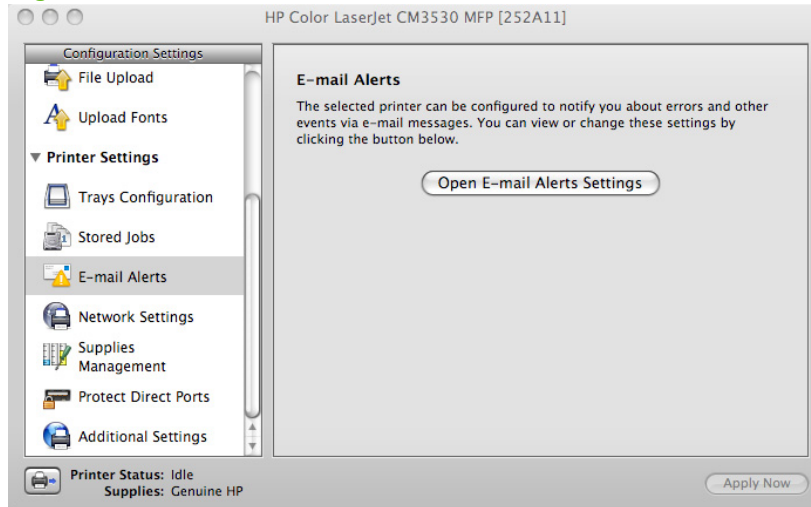 HP Color LaserJet CM3530 MFP [252A11]
Configuration Settings
File Upload
Upload Fonts
Printer Settings
Trays Configuration
Stored Jobs
E-mail Alerts
Network Settings
Supplies
Management
Protect Direct Ports
Additional Settings
E-mail Alerts
The selected printer can be configured to notify you about errors and other
events via e-mail messages. You can view or change these settings by
clicking the button below.
Open E-mail Alerts Settings
Printer Status: Idle
Supplies: Genuine HP
Apply Now